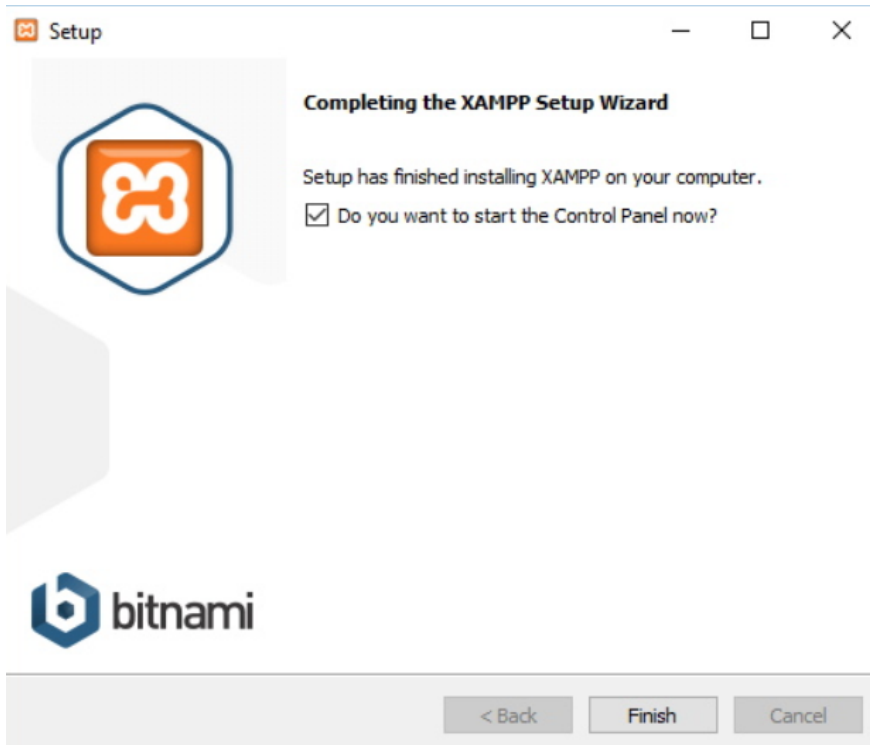 Setup
Completing the XAMPP Setup Wizard
Setup has finished installing XAMPP on your computer.
Do you want to start the Control Panel now?
bitnami
< Back
Finish
Cancel